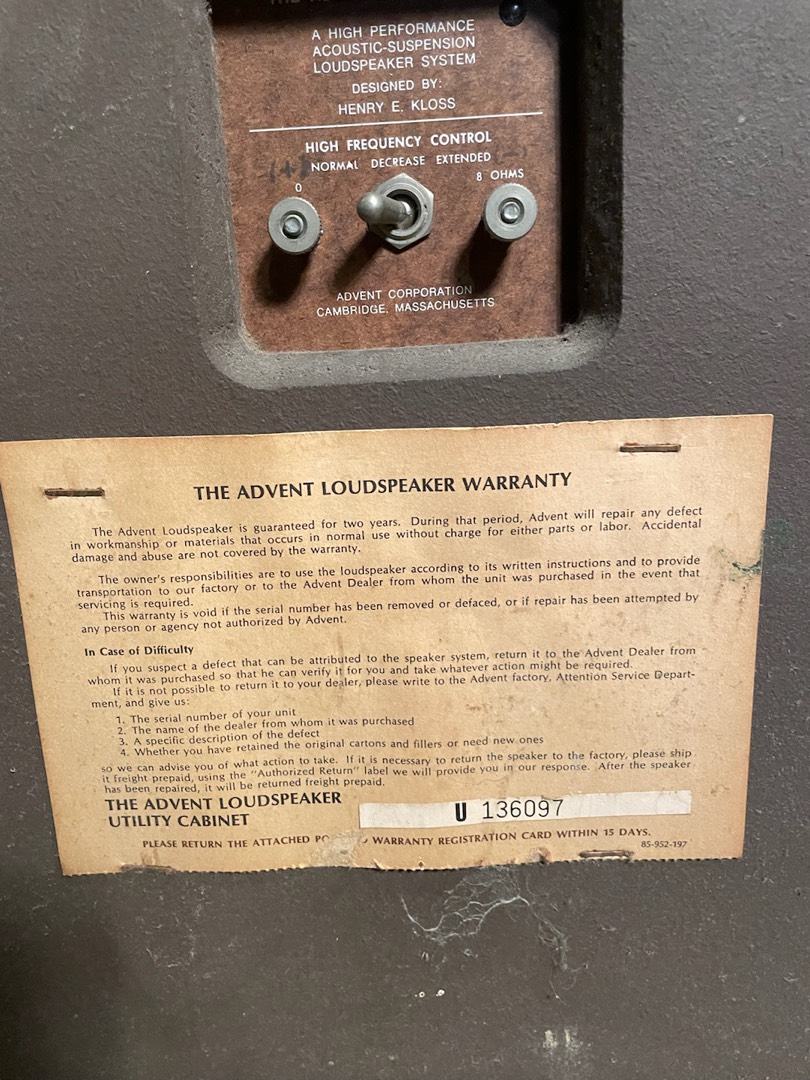 A HIGH PERFORMANCE
ACOUSTIC-SUSPENSION
LOUDSPEAKER SYSTEM
DESIGNED BY:
HENRY E. KLOSS
HIGH FREQUENCY CONTROL
(+) NORMAL DECREASE EXTENDED (-)
0 8 OHMS
ADVENT CORPORATION
CAMBRIDGE, MASSACHUSETTS
THE ADVENT LOUDSPEAKER WARRANTY
The Advent Loudspeaker is guaranteed for two years. During that period, Advent will repair any defect
in workmanship or materials that occurs in normal use without charge for either parts or labor. Accidental
damage and abuse are not covered by the warranty.
The owner's responsibilities are to use the loudspeaker according to its written instructions and to provide
transportation to our factory or to the Advent Dealer from whom the unit was purchased in the event that
servicing is required.
This warranty is void if the serial number has been removed or defaced, or if repair has been attempted by
any person or agency not authorized by Advent.
In Case of Difficulty
If you suspect a defect that can be attributed to the speaker system, return it to the Advent Dealer from
whom it was purchased so that he can verify it for you and take whatever action might be required.
If it is not possible to return it to your dealer, please write to the Advent factory, Attention Service Depart-
ment, and give us:
1. The serial number of your unit
2. The name of the dealer from whom it was purchased
3. A specific description of the defect
4. Whether you have retained the original cartons and fillers or need new ones
so we can advise you of what action to take. If it is necessary to return the speaker to the factory, please ship
it freight prepaid, using the "Authorized Return" label we will provide you in our response. After the speaker
has been repaired, it will be returned freight prepaid.
THE ADVENT LOUDSPEAKER
UTILITY CABINET
U 136097
PLEASE RETURN THE ATTACHED WARRANTY REGISTRATION CARD WITHIN 15 DAYS.
85-952-197